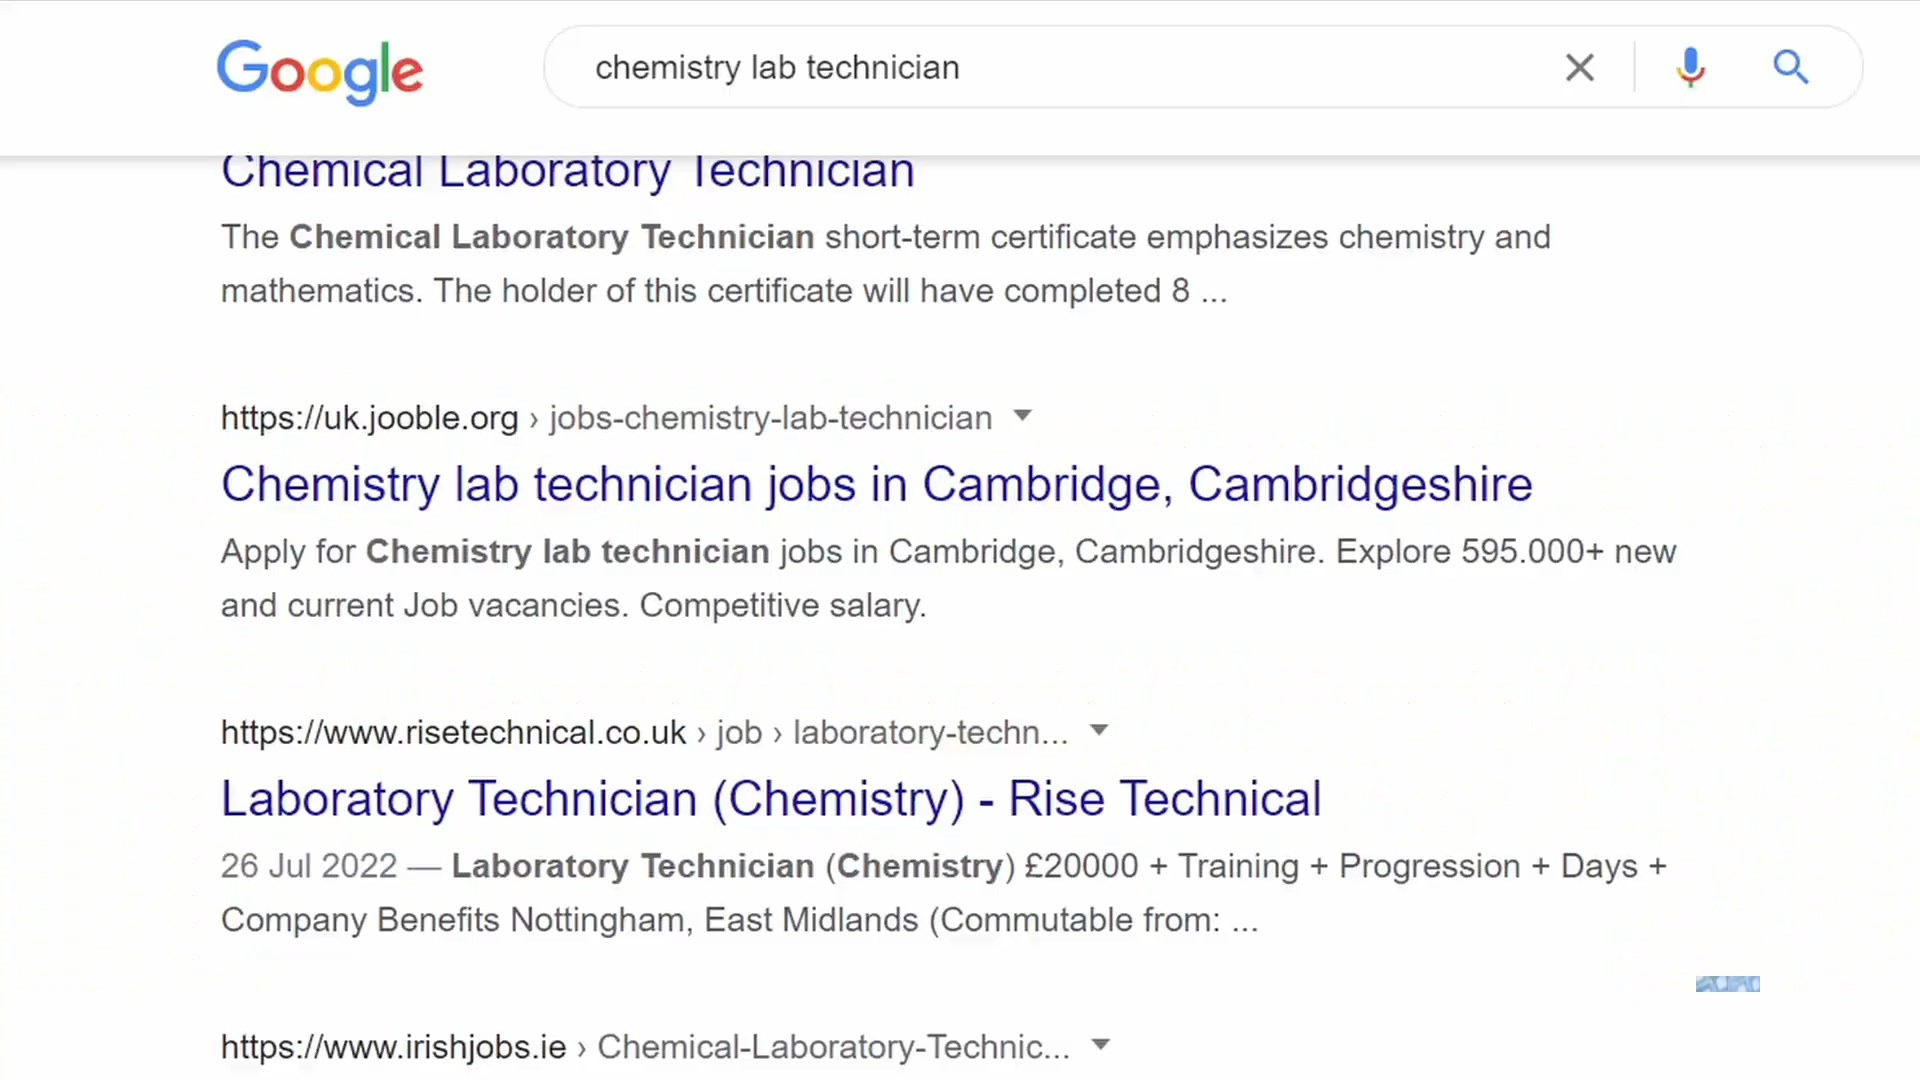 Google
chemistry lab technician
Chemical Laboratory Technician
The Chemical Laboratory Technician short-term certificate emphasizes chemistry and
mathematics. The holder of this certificate will have completed 8 ...
https://uk.jooble.org › jobs-chemistry-lab-technician
Chemistry lab technician jobs in Cambridge, Cambridgeshire
Apply for Chemistry lab technician jobs in Cambridge, Cambridgeshire. Explore 595.000+ new
and current Job vacancies. Competitive salary.
https://www.risetechnical.co.uk › job › laboratory-techn...
Laboratory Technician (Chemistry) - Rise Technical
26 Jul 2022 — Laboratory Technician (Chemistry) £20000 + Training + Progression + Days +
Company Benefits Nottingham, East Midlands (Commutable from: ...
https://www.irishjobs.ie › Chemical-Laboratory-Technic...